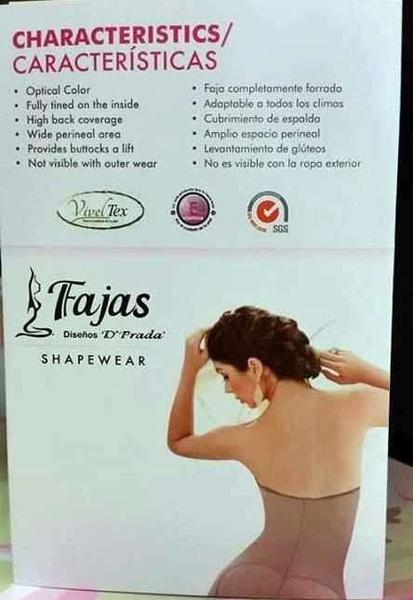 CHARACTERISTICS/
CARACTERÍSTICAS
• Optical Color
• Fully tined on the inside
• High back coverage
• Wide perineal area
• Provides buttocks a lift
• Not visible with outer wear
• Faja completamente forrada
• Adaptable a todos los climas
• Cubrimiento de espalda
• Amplio espacio perineal
• Levantamiento de glúteos
• No es visible con la ropa exterior
Vivel Tex
E
SGS
Fajas
Diseños 'D'Prada'
SHAPEWEAR